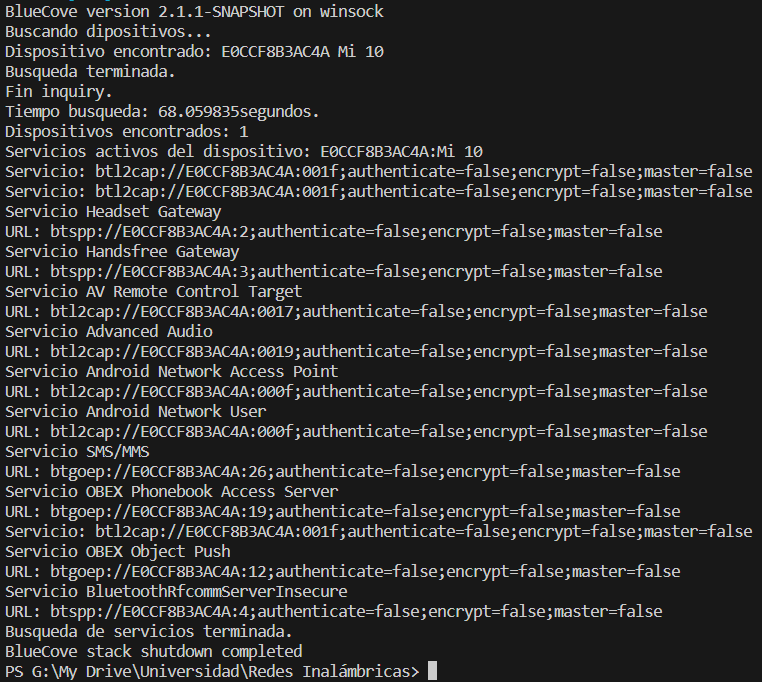 BlueCove version 2.1.1-SNAPSHOT on winsock
Buscando dipositivos...
Dispositivo encontrado: E0CCF8B3AC4A Mi 10
Busqueda terminada.
Fin inquiry.
Tiempo busqueda: 68.059835segundos.
Dispositivos encontrados: 1
Servicios activos del dispositivo: E0CCF8B3AC4A:Mi 10
Servicio: btl2cap://E0CCF8B3AC4A:001f;authenticate=false;encrypt=false;master=false
Servicio: btl2cap://E0CCF8B3AC4A:001f;authenticate=false;encrypt=false;master=false
Servicio Headset Gateway
URL: btspp://E0CCF8B3AC4A:2;authenticate=false;encrypt=false;master=false
Servicio Handsfree Gateway
URL: btspp://E0CCF8B3AC4A:3;authenticate=false;encrypt=false;master=false
Servicio AV Remote Control Target
URL: btl2cap://E0CCF8B3AC4A:0017;authenticate=false;encrypt=false;master=false
Servicio Advanced Audio
URL: btl2cap://E0CCF8B3AC4A:0019;authenticate=false;encrypt=false;master=false
Servicio Android Network Access Point
URL: btl2cap://E0CCF8B3AC4A:000f;authenticate=false;encrypt=false;master=false
Servicio Android Network User
URL: btl2cap://E0CCF8B3AC4A:000f;authenticate=false;encrypt=false;master=false
Servicio SMS/MMS
URL: btgoep://E0CCF8B3AC4A:26;authenticate=false;encrypt=false;master=false
Servicio OBEX Phonebook Access Server
URL: btgoep://E0CCF8B3AC4A:19;authenticate=false;encrypt=false;master=false
Servicio: btl2cap://E0CCF8B3AC4A:001f;authenticate=false;encrypt=false;master=false
Servicio OBEX Object Push
URL: btgoep://E0CCF8B3AC4A:12;authenticate=false;encrypt=false;master=false
Servicio BluetoothRfcommServerInsecure
URL: btspp://E0CCF8B3AC4A:4;authenticate=false;encrypt=false;master=false
Busqueda de servicios terminada.
BlueCove stack shutdown completed
PS G:\My Drive\Universidad\Redes Inalámbricas>